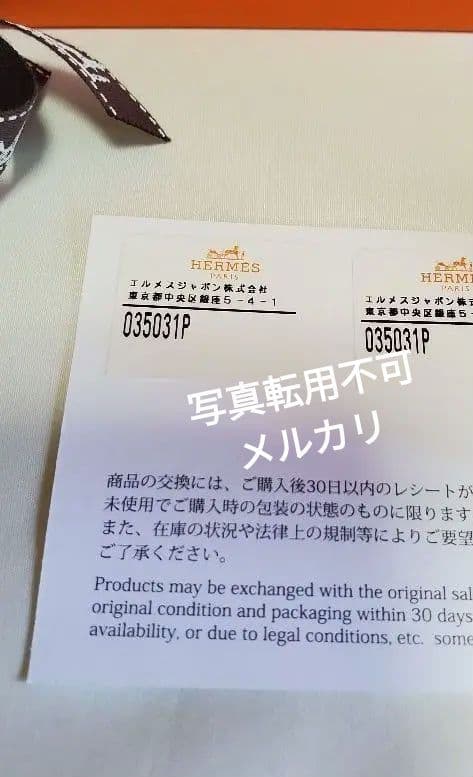 HERMÈS
PARIS
エルメスジャポン株式会社
東京都中央区銀座5-4-1
035031P
HERM
PARIS
エルメスジャポン株式
東京都中央区銀座5-
035031P
写真転用不可
メルカリ
商品の交換には、ご購入後30日以内のレシートが
未使用でご購入時の包装の状態のものに限ります
また、在庫の状況や法律上の規制等によりご要望
ご了承ください。
Products may be exchanged with the original sal
original condition and packaging within 30 days
availability, or due to legal conditions, etc. some